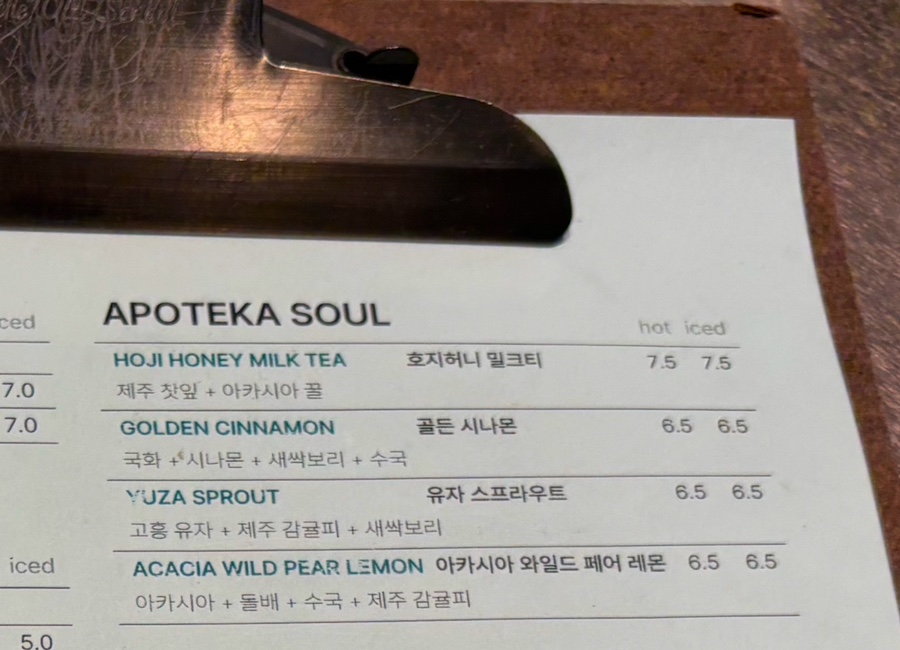 APOTEKA SOUL
hot iced
HOJI HONEY MILK TEA 호지허니 밀크티 7.5 7.5
제주 찻잎 + 아카시아 꿀
GOLDEN CINNAMON 골든 시나몬 6.5 6.5
국화 + 시나몬 + 새싹보리 + 수국
YUZA SPROUT 유자 스프라우트 6.5 6.5
고흥 유자 + 제주 감귤피 + 새싹보리
ACACIA WILD PEAR LEMON 아카시아 와일드 페어 레몬 6.5 6.5
아카시아 + 돌배 + 수국 + 제주 감귤피
7.0
7.0
iced
5.0